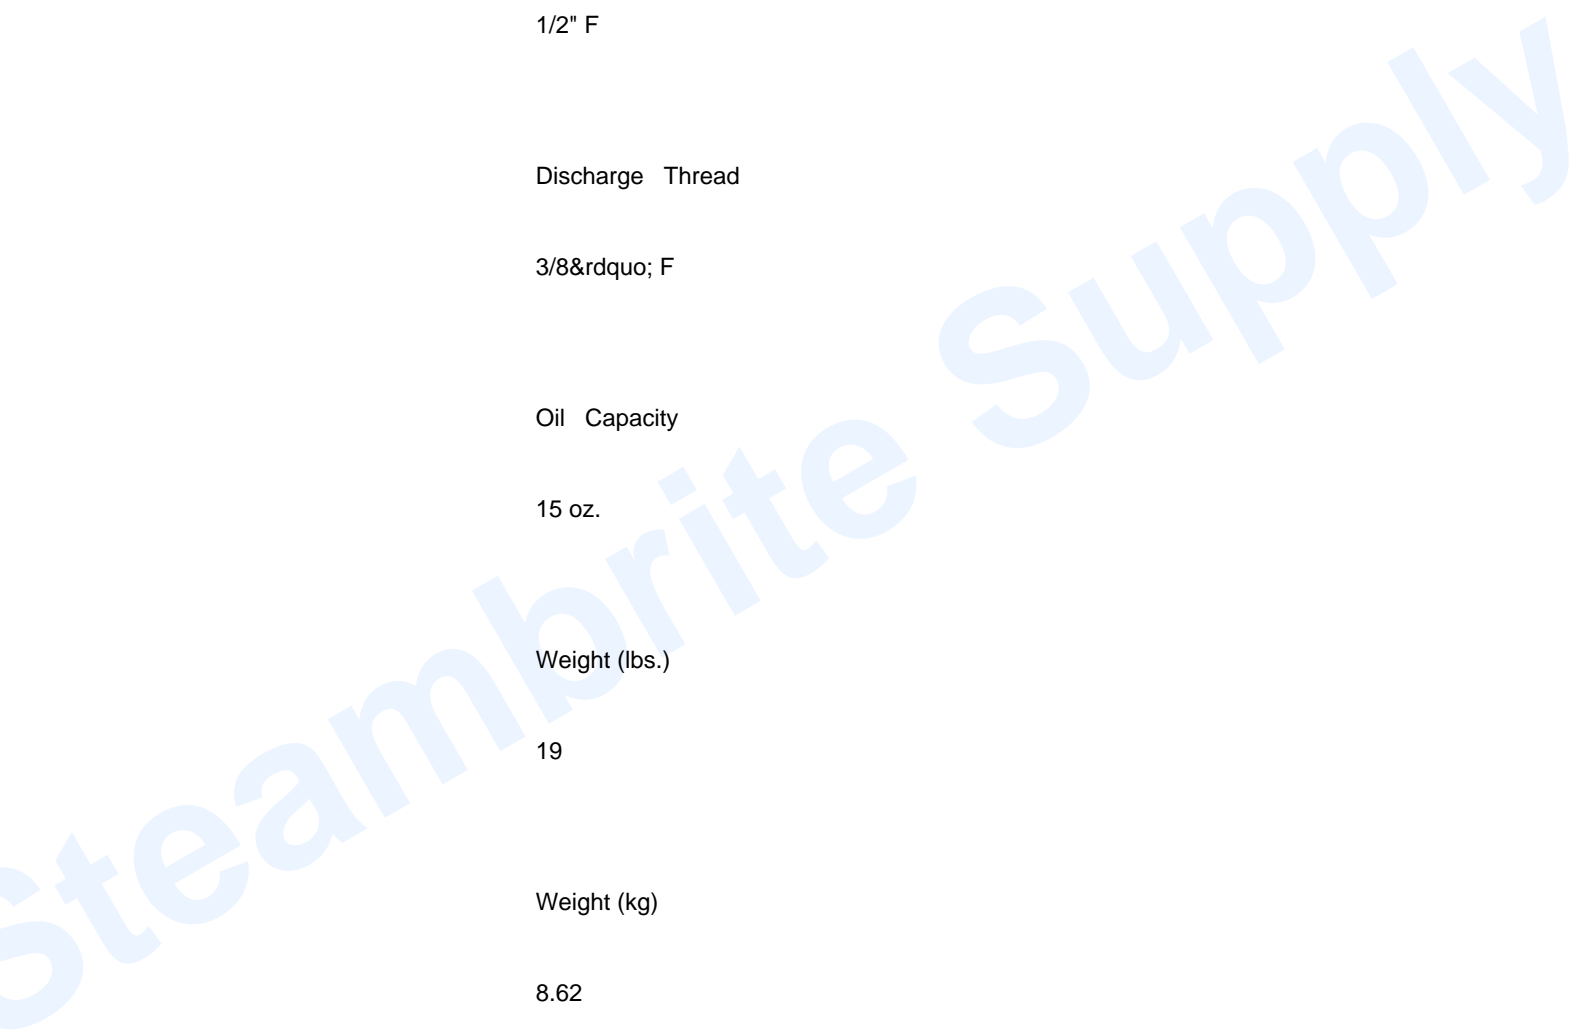 1/2" F
Discharge Thread
3/8&rdquo; F
Oil Capacity
15 oz.
Weight (lbs.)
19
Weight (kg)
8.62
Steambrite Supply